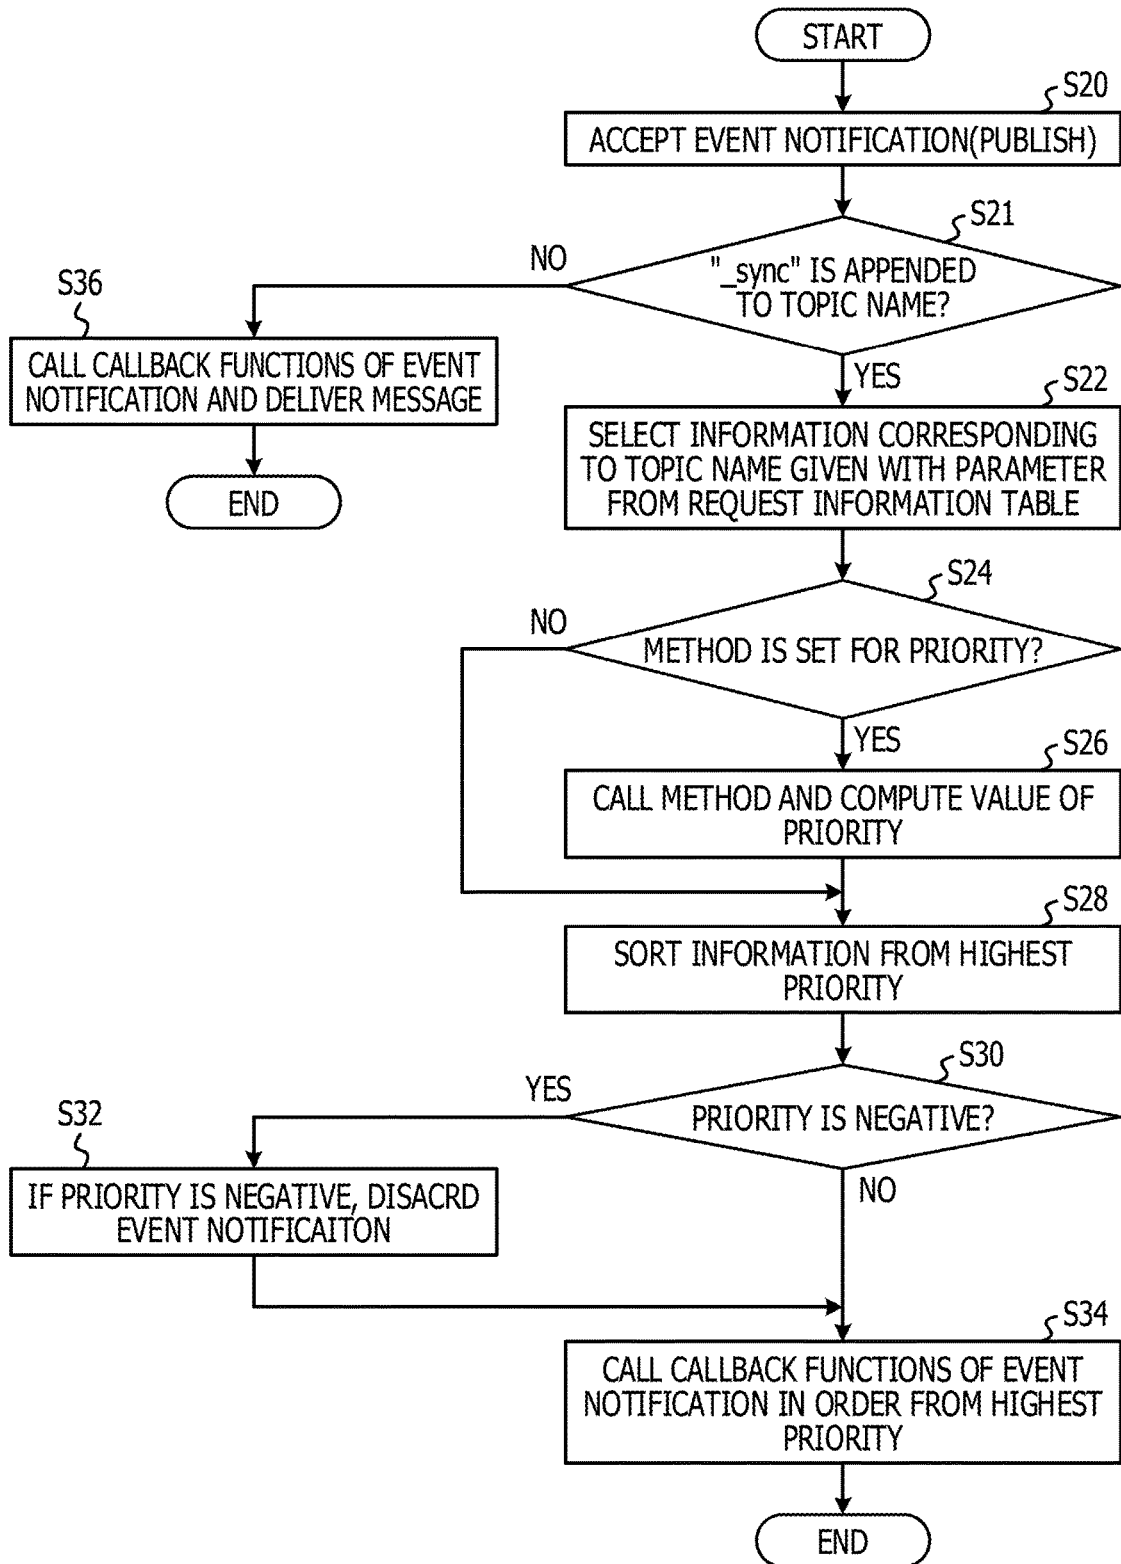 START
S20
ACCEPT EVENT NOTIFICATION(PUBLISH)
S21
"_sync" IS APPENDED
TO TOPIC NAME?
NO
YES
S36
CALL CALLBACK FUNCTIONS OF EVENT
NOTIFICATION AND DELIVER MESSAGE
END
S22
SELECT INFORMATION CORRESPONDING
TO TOPIC NAME GIVEN WITH PARAMETER
FROM REQUEST INFORMATION TABLE
S24
METHOD IS SET FOR PRIORITY?
NO
YES
S26
CALL METHOD AND COMPUTE VALUE OF
PRIORITY
S28
SORT INFORMATION FROM HIGHEST
PRIORITY
S30
PRIORITY IS NEGATIVE?
YES
NO
S32
IF PRIORITY IS NEGATIVE, DISACRD
EVENT NOTIFICAITON
S34
CALL CALLBACK FUNCTIONS OF EVENT
NOTIFICATION IN ORDER FROM HIGHEST
PRIORITY
END